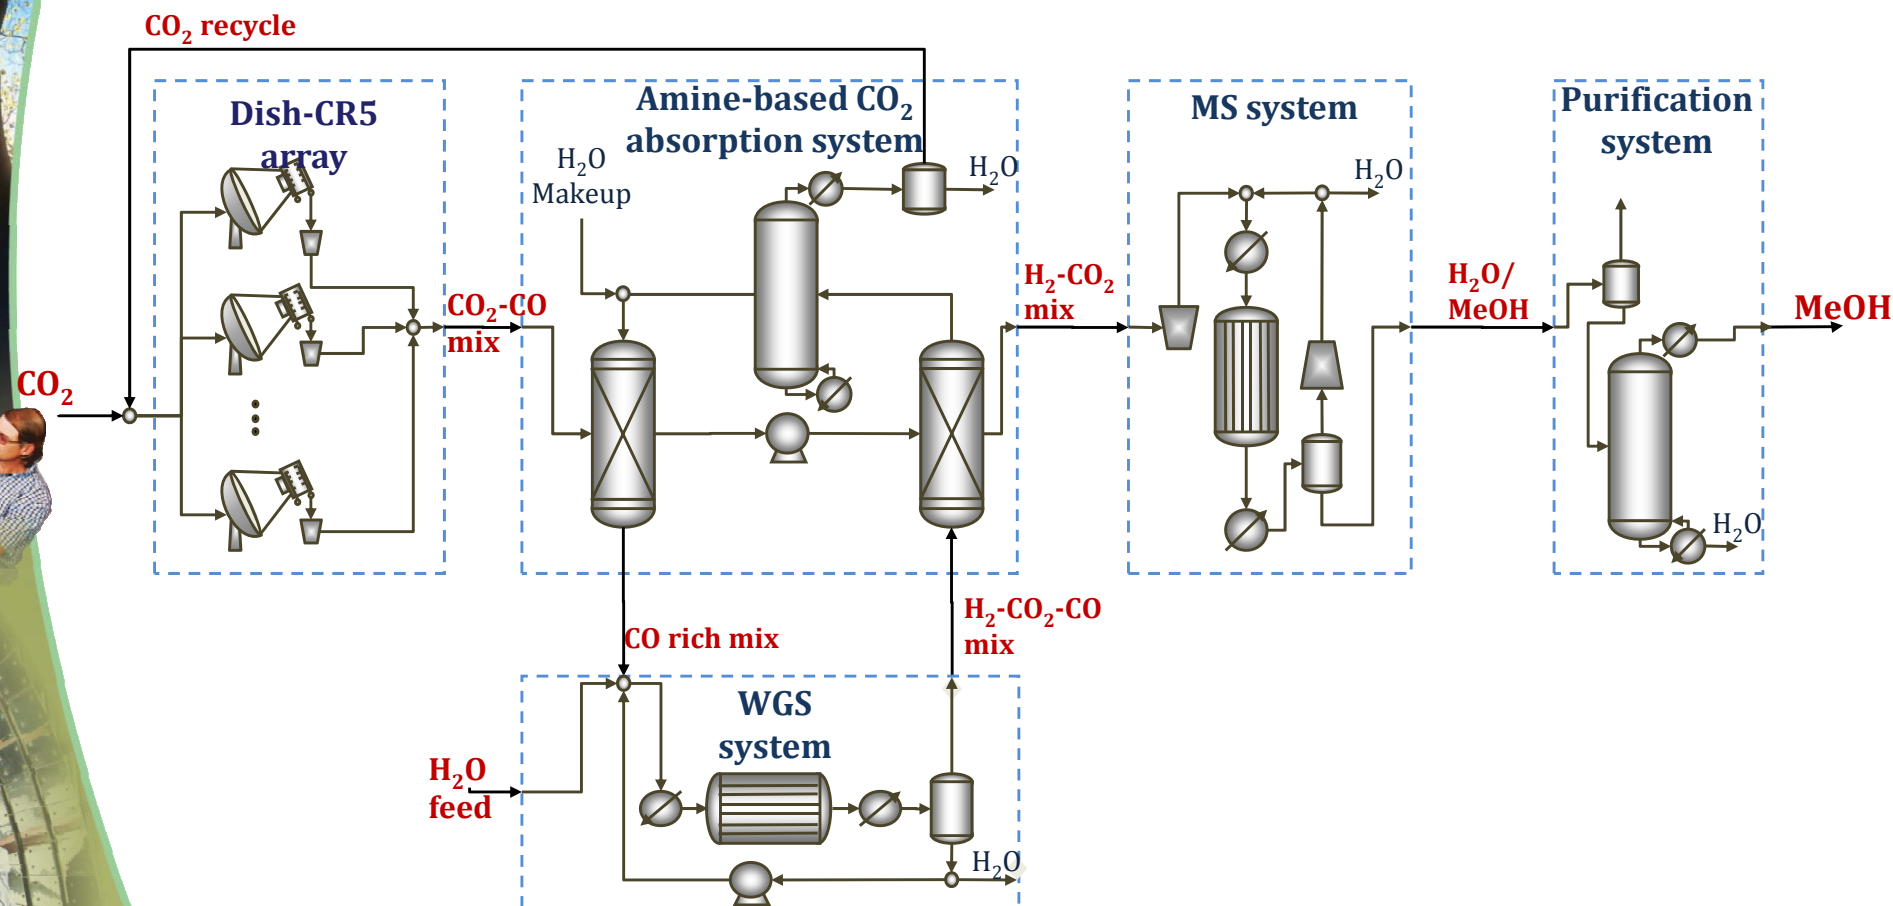 CO₂ recycle
Dish-CR5
array
Amine-based CO₂
absorption system
H₂O
Makeup
H₂O
MS system
H₂O
Purification
system
CO₂
CO₂-CO
mix
H₂-CO₂
mix
H₂O/
MeOH
MeOH
H₂O
CO rich mix
H₂-CO₂-CO
mix
WGS
system
H₂O
feed
H₂O